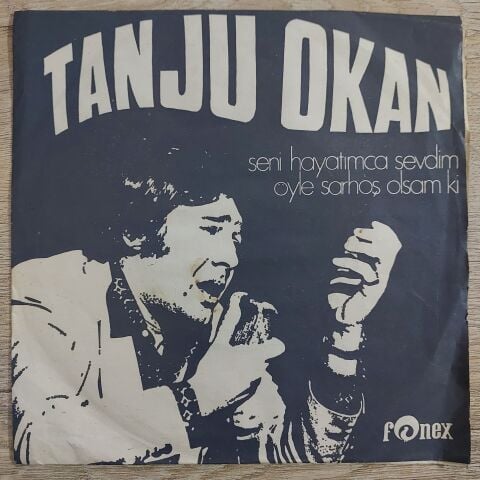 TANJU OKAN
seni hayatımca sevdim
öyle sarhoş olsam ki
fonex